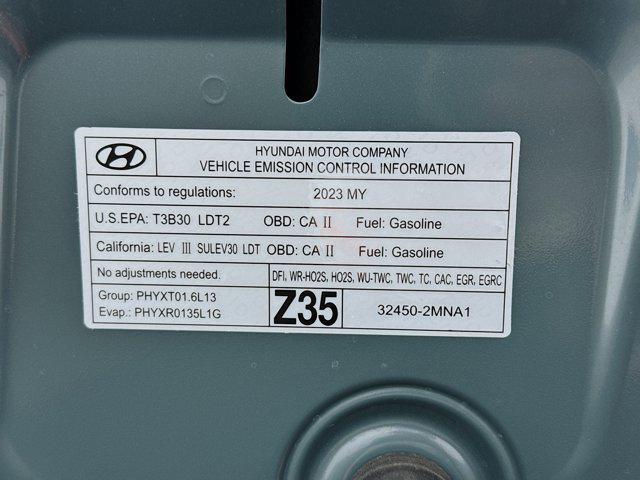 HYUNDAI MOTOR COMPANY
VEHICLE EMISSION CONTROL INFORMATION
Conforms to regulations: 2023 MY
U.S.EPA: T3B30 LDT2 OBD: CA II Fuel: Gasoline
California: LEV III SULEV30 LDT OBD: CA II Fuel: Gasoline
No adjustments needed. DFI, WR-HO2S, HO2S, WU-TWC, TWC, TC, CAC, EGR, EGRC
Group: PHYXT01.6L13
Evap.: PHYXR0135L1G
Z35
32450-2MNA1